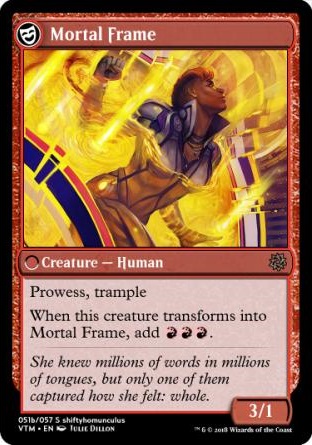 Mortal Frame
Creature — Human
Prowess, trample
When this creature transforms into
Mortal Frame, add
She knew millions of words in millions
of tongues, but only one of them
captured how she felt: whole.
3/1
051b/057 S shiftyhomunculus
VTM • EN JULIE DILLON
™ & © 2018 Wizards of the Coast